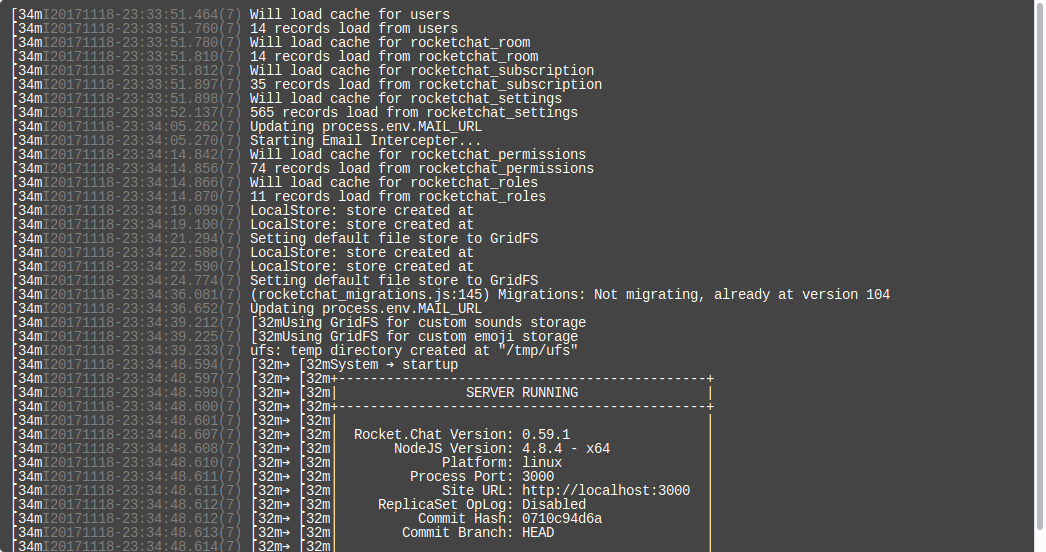 [34mI20171118-23:33:51.464(7) Will load cache for users
[34mI20171118-23:33:51.760(7) 14 records load from users
[34mI20171118-23:33:51.780(7) Will load cache for rocketchat_room
[34mI20171118-23:33:51.810(7) 14 records load from rocketchat_room
[34mI20171118-23:33:51.812(7) Will load cache for rocketchat_subscription
[34mI20171118-23:33:51.897(7) 35 records load from rocketchat_subscription
[34mI20171118-23:33:51.898(7) Will load cache for rocketchat_settings
[34mI20171118-23:33:52.137(7) 565 records load from rocketchat_settings
[34mI20171118-23:34:05.262(7) Updating process.env.MAIL_URL
[34mI20171118-23:34:05.270(7) Starting Email Intercepter...
[34mI20171118-23:34:14.842(7) Will load cache for rocketchat_permissions
[34mI20171118-23:34:14.856(7) 74 records load from rocketchat_permissions
[34mI20171118-23:34:14.866(7) Will load cache for rocketchat_roles
[34mI20171118-23:34:14.870(7) 11 records load from rocketchat_roles
[34mI20171118-23:34:19.099(7) LocalStore: store created at
[34mI20171118-23:34:19.100(7) LocalStore: store created at
[34mI20171118-23:34:21.294(7) Setting default file store to GridFS
[34mI20171118-23:34:22.588(7) LocalStore: store created at
[34mI20171118-23:34:22.590(7) LocalStore: store created at
[34mI20171118-23:34:24.774(7) Setting default file store to GridFS
[34mI20171118-23:34:36.081(7) (rocketchat_migrations.js:145) Migrations: Not migrating, already at version 104
[34mI20171118-23:34:36.652(7) Updating process.env.MAIL_URL
[34mI20171118-23:34:39.212(7) [32mUsing GridFS for custom sounds storage
[34mI20171118-23:34:39.225(7) [32mUsing GridFS for custom emoji storage
[34mI20171118-23:34:39.233(7) ufs: temp directory created at "/tmp/ufs"
[34mI20171118-23:34:48.594(7) [32m➔ [32mSystem ➔ startup
[34mI20171118-23:34:48.597(7) [32m➔ [32m+----------------------------------------------+
[34mI20171118-23:34:48.599(7) [32m➔ [32m|                SERVER RUNNING                |
[34mI20171118-23:34:48.600(7) [32m➔ [32m+----------------------------------------------+
[34mI20171118-23:34:48.601(7) [32m➔ [32m|                                              |
[34mI20171118-23:34:48.607(7) [32m➔ [32m|  Rocket.Chat Version: 0.59.1                 |
[34mI20171118-23:34:48.608(7) [32m➔ [32m|       NodeJS Version: 4.8.4 - x64            |
[34mI20171118-23:34:48.610(7) [32m➔ [32m|             Platform: linux                  |
[34mI20171118-23:34:48.611(7) [32m➔ [32m|         Process Port: 3000                   |
[34mI20171118-23:34:48.611(7) [32m➔ [32m|             Site URL: http://localhost:3000  |
[34mI20171118-23:34:48.612(7) [32m➔ [32m|     ReplicaSet OpLog: Disabled               |
[34mI20171118-23:34:48.612(7) [32m➔ [32m|          Commit Hash: 0710c94d6a             |
[34mI20171118-23:34:48.613(7) [32m➔ [32m|        Commit Branch: HEAD                   |
[34mI20171118-23:34:48.614(7) [32m➔ [32m|                                              |